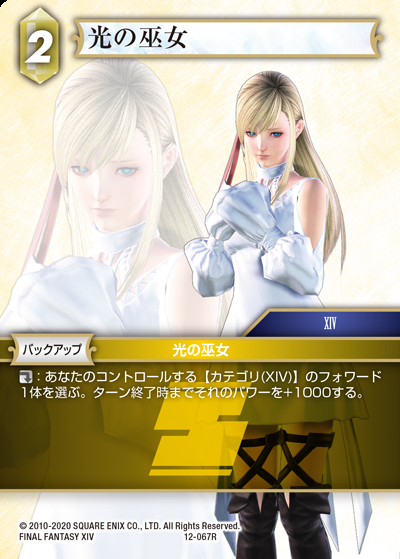 2
光の巫女
XIV
バックアップ
光の巫女
:あなたのコントロールする【カテゴリ(XIV)】のフォワード
1体を選ぶ。ターン終了時までそれのパワーを+1000する。
© 2010-2020 SQUARE ENIX CO., LTD. All Rights Reserved.
FINAL FANTASY XIV
12-067R